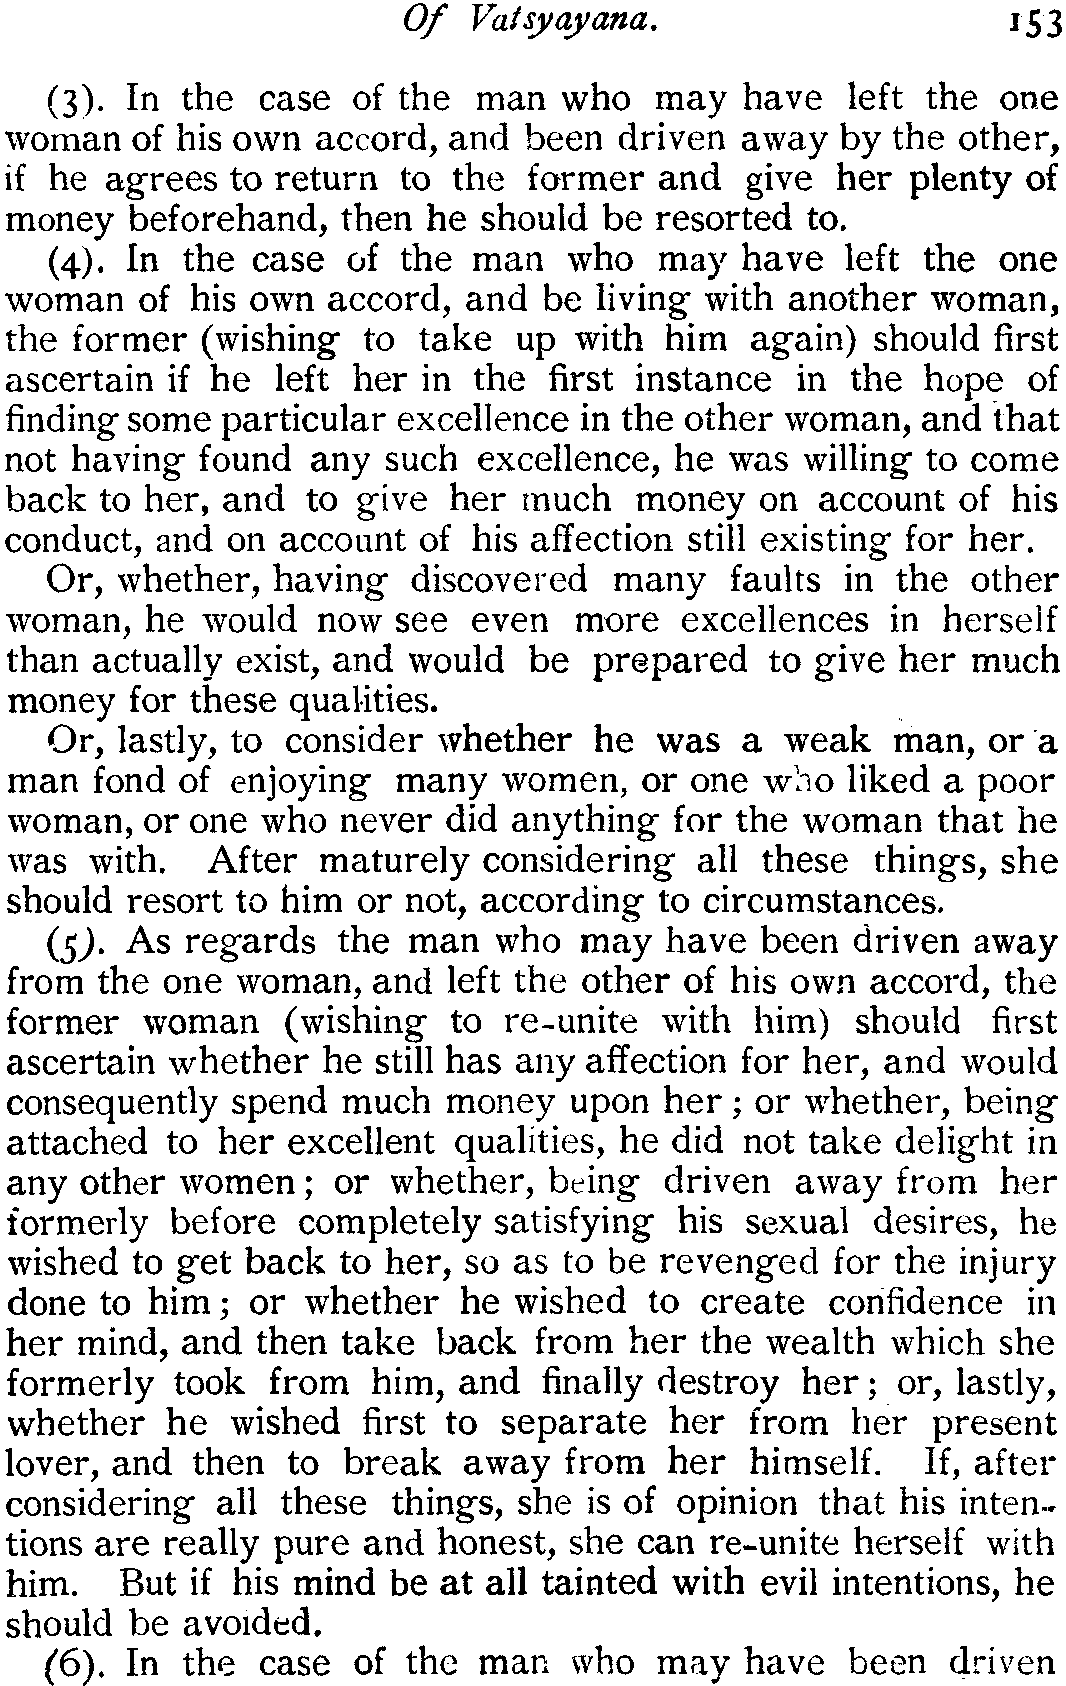 Of Vatsyayana. 153
(3). In the case of the man who may have left the one
woman of his own accord, and been driven away by the other,
if he agrees to return to the former and give her plenty of
money beforehand, then he should be resorted to.
(4). In the case of the man who may have left the one
woman of his own accord, and be living with another woman,
the former (wishing to take up with him again) should first
ascertain if he left her in the first instance in the hope of
finding some particular excellence in the other woman, and that
not having found any such excellence, he was willing to come
back to her, and to give her much money on account of his
conduct, and on account of his affection still existing for her.
Or, whether, having discovered many faults in the other
woman, he would now see even more excellences in herself
than actually exist, and would be prepared to give her much
money for these qualities.
Or, lastly, to consider whether he was a weak man, or a
man fond of enjoying many women, or one who liked a poor
woman, or one who never did anything for the woman that he
was with. After maturely considering all these things, she
should resort to him or not, according to circumstances.
(5). As regards the man who may have been driven away
from the one woman, and left the other of his own accord, the
former woman (wishing to re-unite with him) should first
ascertain whether he still has any affection for her, and would
consequently spend much money upon her ; or whether, being
attached to her excellent qualities, he did not take delight in
any other women ; or whether, being driven away from her
formerly before completely satisfying his sexual desires, he
wished to get back to her, so as to be revenged for the injury
done to him ; or whether he wished to create confidence in
her mind, and then take back from her the wealth which she
formerly took from him, and finally destroy her ; or, lastly,
whether he wished first to separate her from her present
lover, and then to break away from her himself. If, after
considering all these things, she is of opinion that his inten-
tions are really pure and honest, she can re-unite herself with
him. But if his mind be at all tainted with evil intentions, he
should be avoided.
(6). In the case of the man who may have been driven